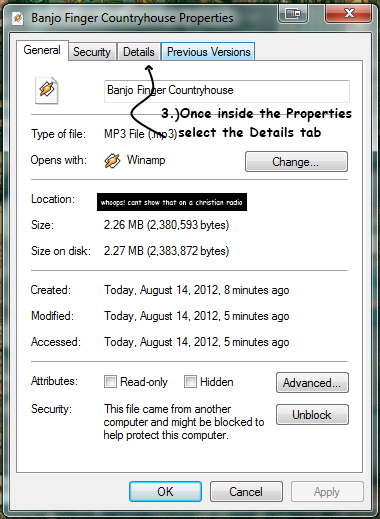 Banjo Finger Countryhouse Properties
General Security Details Previous Versions
Banjo Finger Countryhouse
3.)Once inside the Properties
select the Details tab
Type of file: MP3 File (.mp3)
Opens with: Winamp Change...
Location: whoops! cant show that on a christian radio
Size: 2.26 MB (2,380,593 bytes)
Size on disk: 2.27 MB (2,383,872 bytes)
Created: Today, August 14, 2012, 8 minutes ago
Modified: Today, August 14, 2012, 5 minutes ago
Accessed: Today, August 14, 2012, 5 minutes ago
Attributes: Read-only Hidden Advanced...
Security: This file came from another
computer and might be blocked to
help protect this computer.
Unblock
OK Cancel Apply